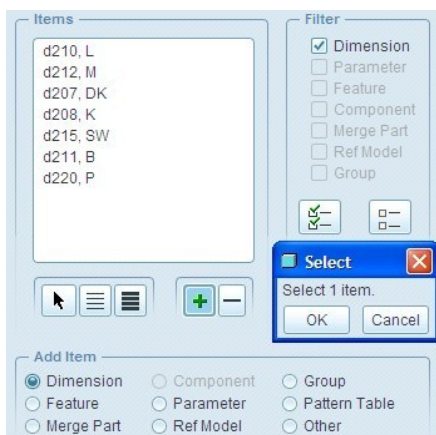 Items
d210, L
d212, M
d207, DK
d208, K
d215, SW
d211, B
d220, P
Filter
Dimension
Parameter
Feature
Component
Merge Part
Ref Model
Group
Select
Select 1 item.
OK Cancel
Add Item
Dimension Component Group
Feature Parameter Pattern Table
Merge Part Ref Model Other